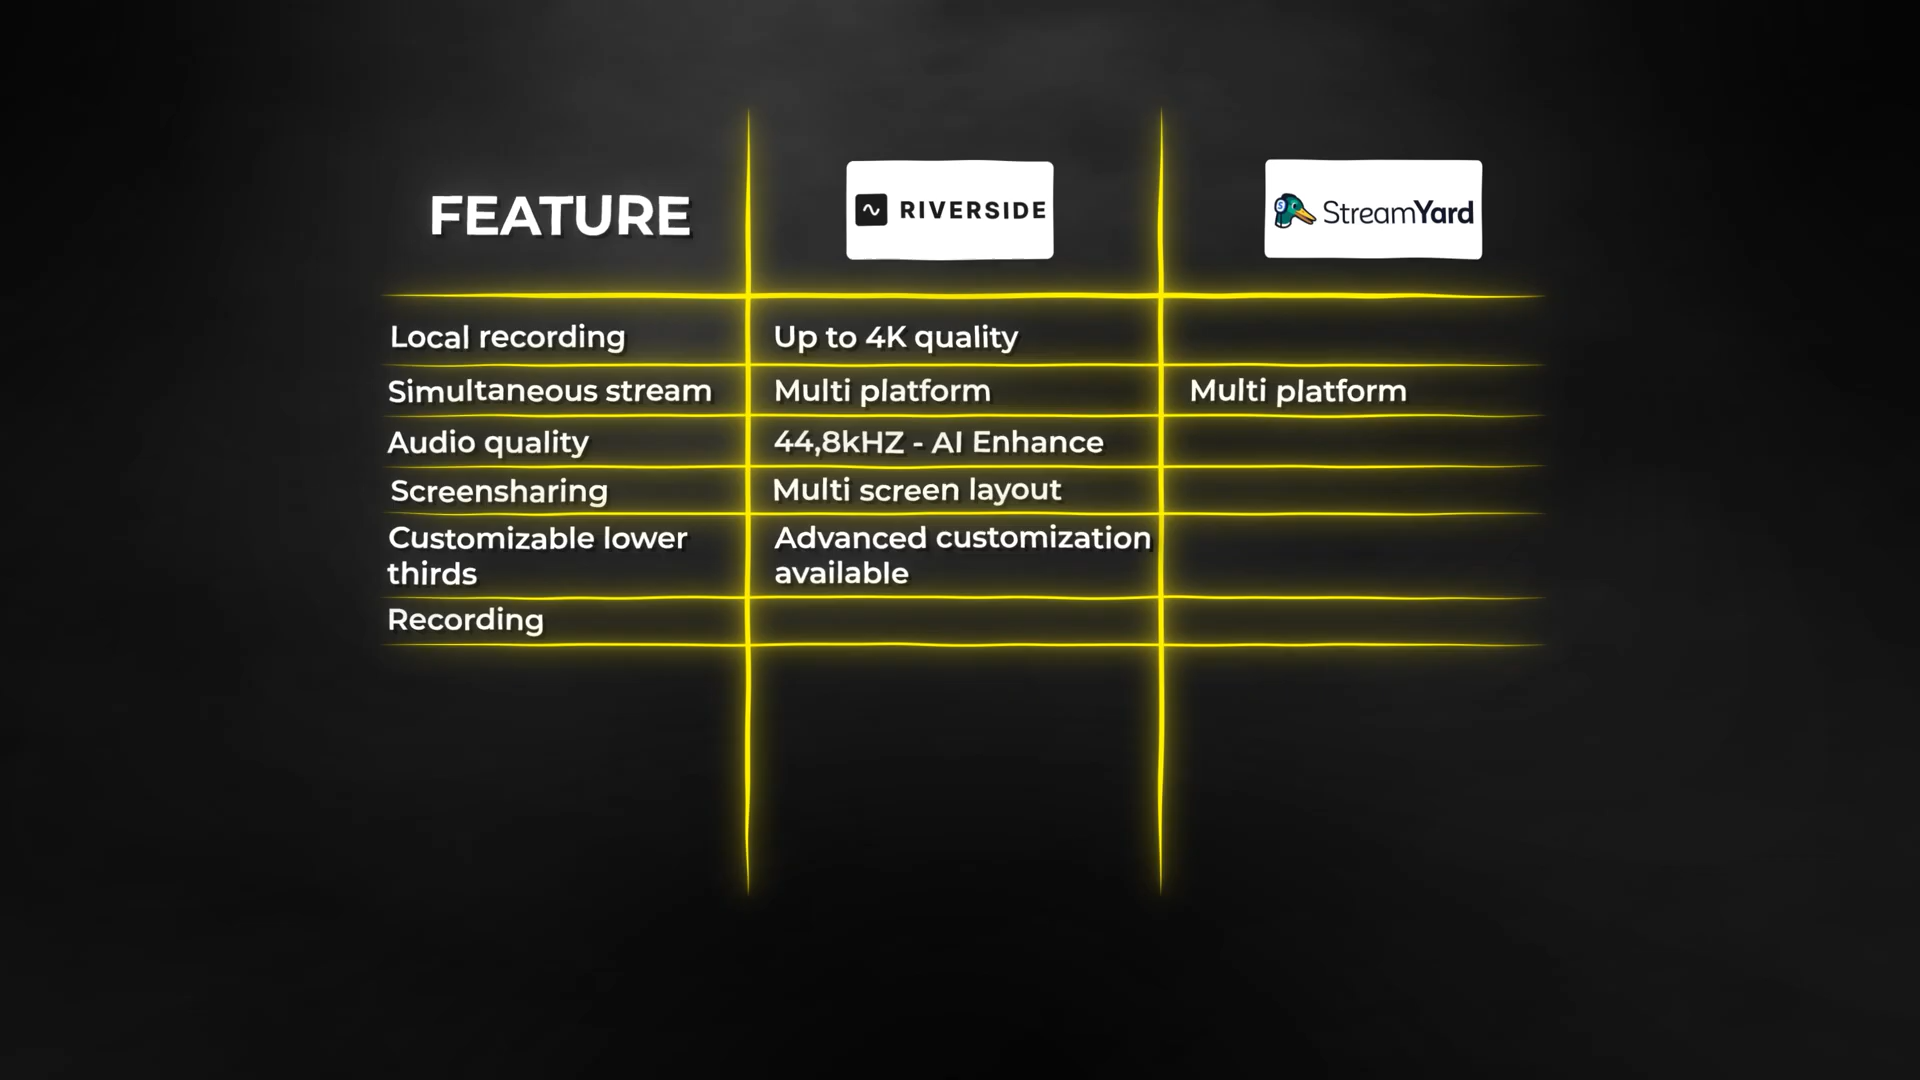 FEATURE
RIVERSIDE
StreamYard
Local recording
Up to 4K quality
Simultaneous stream
Multi platform
Multi platform
Audio quality
44,8kHZ - AI Enhance
Screensharing
Multi screen layout
Customizable lower
thirds
Advanced customization
available
Recording